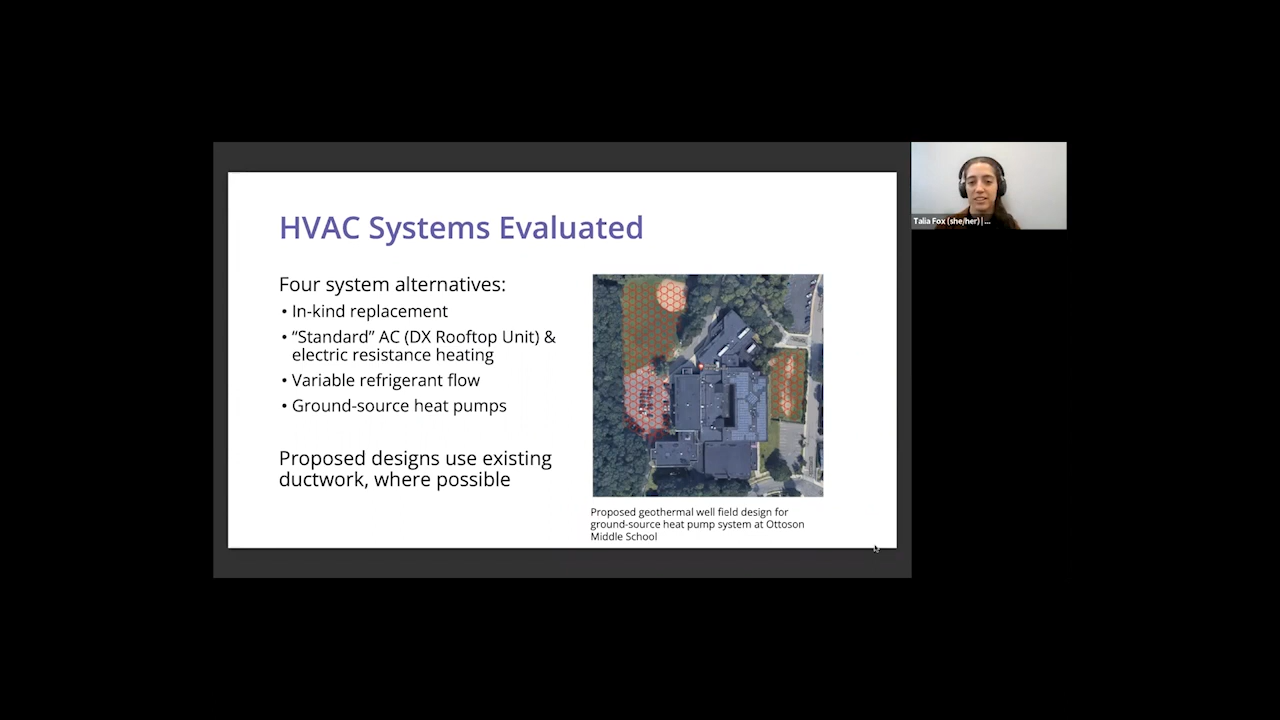 HVAC Systems Evaluated
Four system alternatives:
• In-kind replacement
• “Standard” AC (DX Rooftop Unit) &
electric resistance heating
• Variable refrigerant flow
• Ground-source heat pumps
Proposed designs use existing
ductwork, where possible
Proposed geothermal well field design for
ground-source heat pump system at Ottoson
Middle School
Talia Fox (she/her) | ...